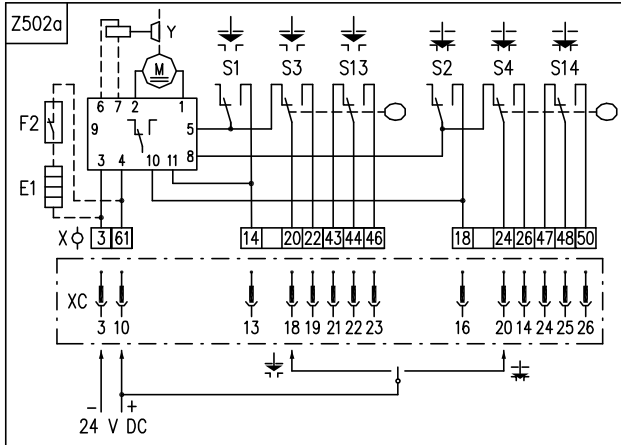 Z502a
Y
M
S1 S3 S13 S2 S4 S14
6 7 2 1
F2
9 5
8
3 4 10 11
E1
X 3 61 14 20 22 43 44 46 18 24 26 47 48 50
XC
3 10 13 18 19 21 22 23 16 20 14 24 25 26
− +
24 V DC